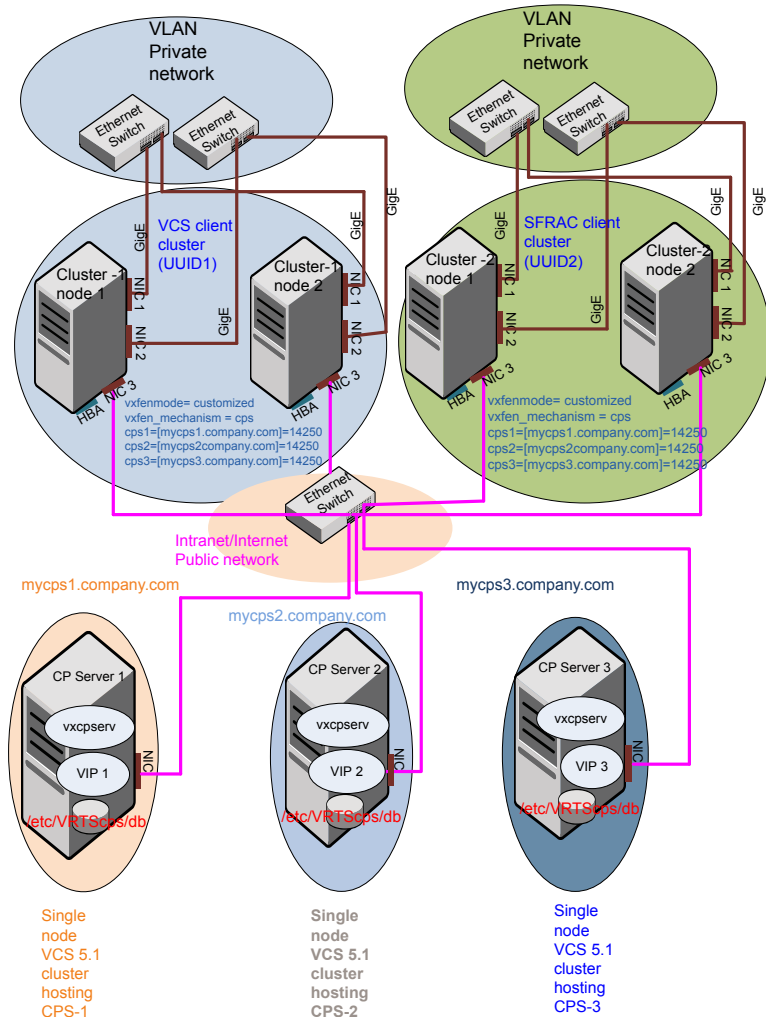 VLAN
Private
network
VLAN
Private
network
Ethernet
Switch
Ethernet
Switch
Ethernet
Switch
Ethernet
Switch
GigE
GigE
GigE
GigE
GigE
GigE
GigE
GigE
VCS client
cluster
(UUID1)
SFRAC client
cluster
(UUID2)
Cluster -1
node 1
NIC 1
NIC 2
NIC 3
HBA
Cluster-1
node 2
NIC 1
NIC 2
NIC 3
HBA
Cluster -2
node 1
NIC 1
NIC 2
NIC 3
HBA
Cluster-2
node 2
NIC 1
NIC 2
NIC 3
HBA
vxfenmode= customized
vxfen_mechanism = cps
cps1=[mycps1.company.com]=14250
cps2=[mycps2company.com]=14250
cps3=[mycps3.company.com]=14250
vxfenmode= customized
vxfen_mechanism = cps
cps1=[mycps1.company.com]=14250
cps2=[mycps2company.com]=14250
cps3=[mycps3.company.com]=14250
Ethernet
Switch
Intranet/Internet
Public network
mycps1.company.com
mycps2.company.com
mycps3.company.com
CP Server 1
vxcpserv
VIP 1
NIC
/etc/VRTScps/db
CP Server 2
vxcpserv
VIP 2
NIC
/etc/VRTScps/db
CP Server 3
vxcpserv
VIP 3
NIC
/etc/VRTScps/db
Single
node
VCS 5.1
cluster
hosting
CPS-1
Single
node
VCS 5.1
cluster
hosting
CPS-2
Single
node
VCS 5.1
cluster
hosting
CPS-3